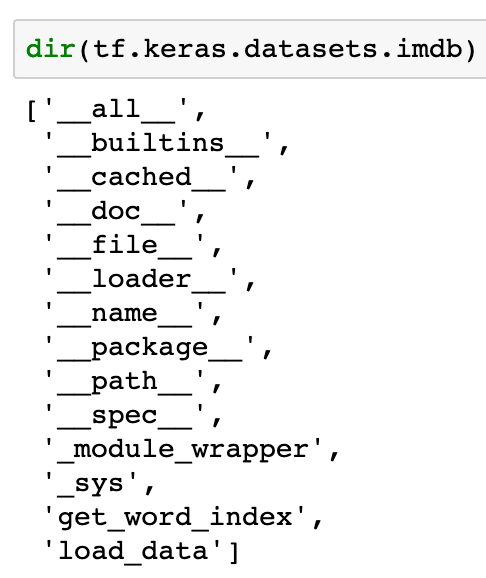 dir(tf.keras.datasets.imdb)
['__all__',
'__builtins__',
'__cached__',
'__doc__',
'__file__',
'__loader__',
'__name__',
'__package__',
'__path__',
'__spec__',
'_module_wrapper',
'_sys',
'get_word_index',
'load_data']